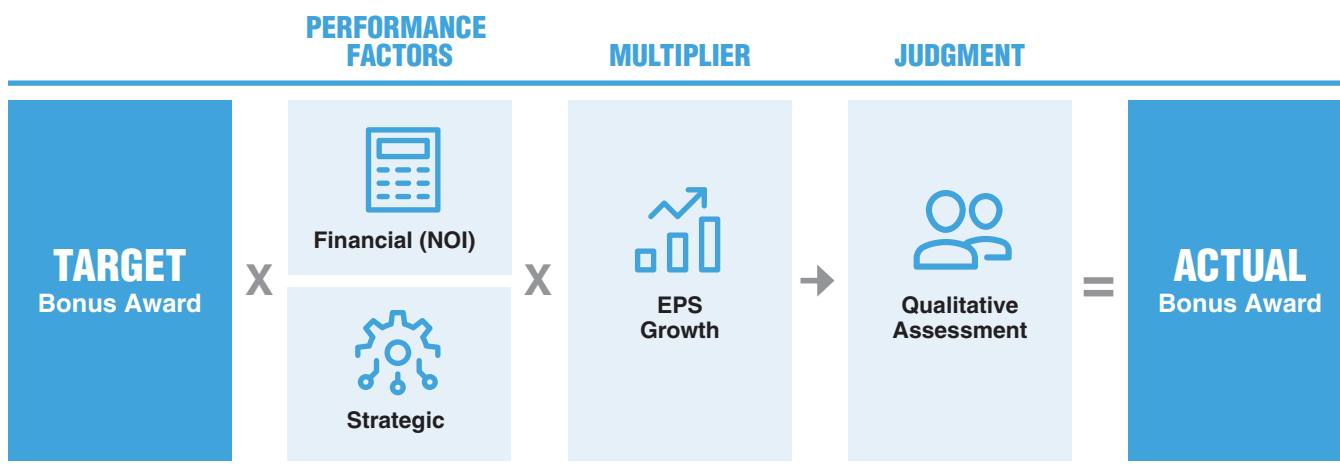 PERFORMANCE
FACTORS
MULTIPLIER
JUDGMENT
TARGET
Bonus Award
X
Financial (NOI)
Strategic
X
EPS
Growth
Qualitative
Assessment
=
ACTUAL
Bonus Award